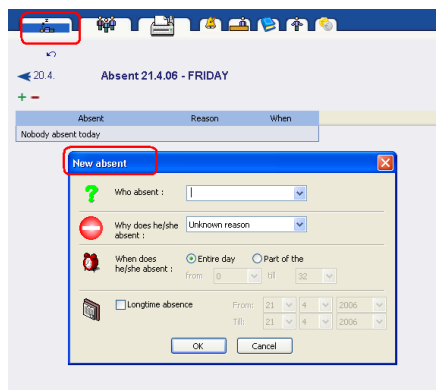 20.4. Absent 21.4.06 - FRIDAY
+ -
Absent Reason When
Nobody absent today
New absent
Who absent :
Why does he/she absent : Unknown reason
When does he/she absent : Entire day Part of the
from 0 till 32
Longtime absence From: 21 4 2006
Till: 21 4 2006
OK Cancel